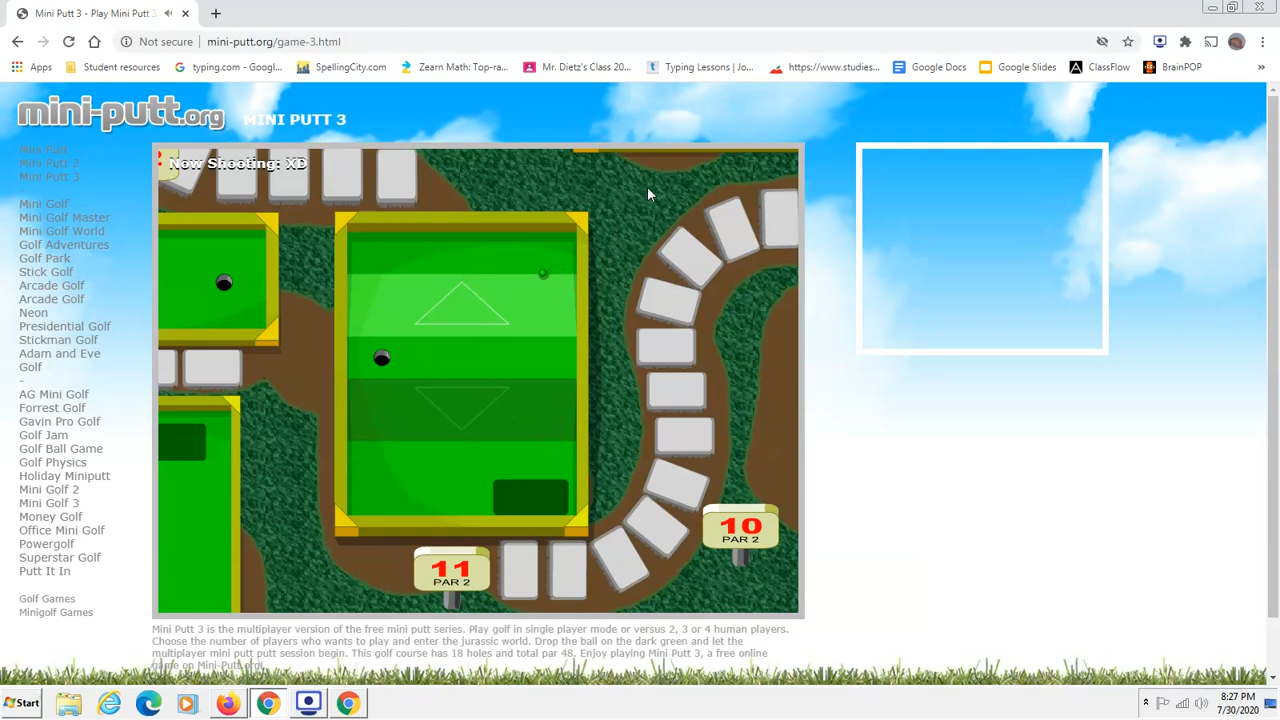 Mini Putt 3 - Play Mini Putt 3
Not secure | mini-putt.org/game-3.html
Apps
Student resources
typing.com - Googl...
SpellingCity.com
Zearn Math: Top-ra...
Mr. Dietz's Class 20...
Typing Lessons | Jo...
https://www.studies...
Google Docs
Google Slides
ClassFlow
BrainPOP
»
mini-putt.org
MINI PUTT 3
Mini Putt
Mini Putt 2
Mini Putt 3
-
Mini Golf
Mini Golf Master
Mini Golf World
Golf Adventures
Golf Park
Stick Golf
Arcade Golf
Arcade Golf
Neon
Presidential Golf
Stickman Golf
Adam and Eve
Golf
-
AG Mini Golf
Forrest Golf
Gavin Pro Golf
Golf Jam
Golf Ball Game
Golf Physics
Holiday Miniputt
Mini Golf 2
Mini Golf 3
Money Golf
Office Mini Golf
Powergolf
Superstar Golf
Putt It In
Golf Games
Minigolf Games
Now Shooting: XD
2
10
PAR 2
11
PAR 2
Mini Putt 3 is the multiplayer version of the free mini putt series. Play golf in single player mode or versus 2, 3 or 4 human players.
Choose the number of players who wants to play and enter the jurassic world. Drop the ball on the dark green and let the
multiplayer mini putt putt session begin. This golf course has 18 holes and total par 48. Enjoy playing Mini Putt 3, a free online
game on Mini-Putt.org!
Start
8:27 PM
7/30/2020